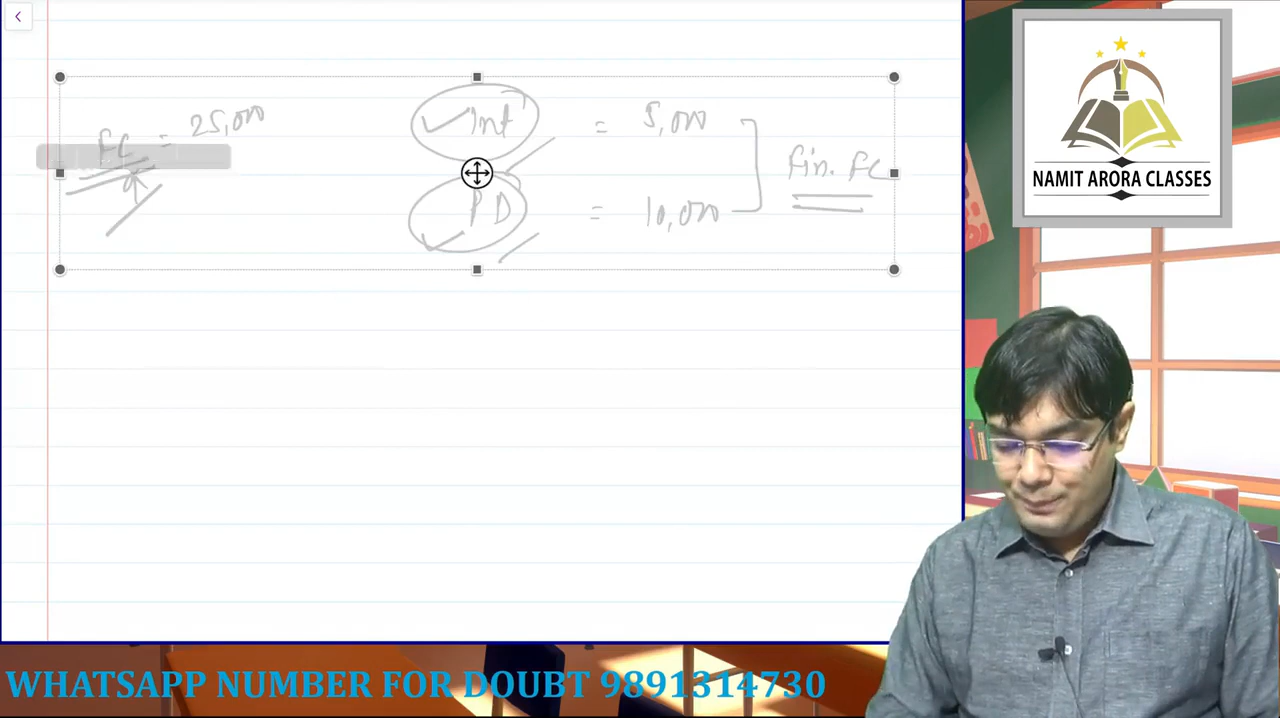 FC = 25,000
Int = 5,000
Fin. FC
PD = 10,000
NAMIT ARORA CLASSES
WHATSAPP NUMBER FOR DOUBT 9891314730